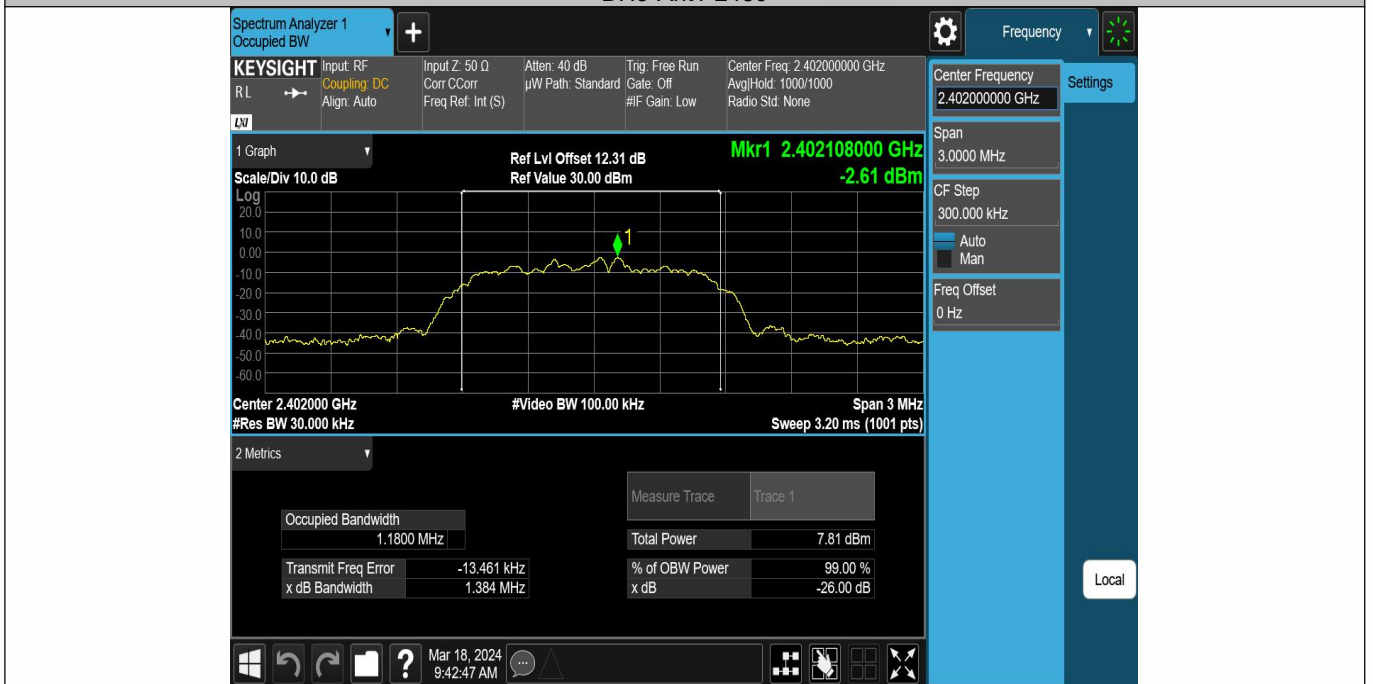 Spectrum Analyzer 1
Occupied BW
+
Frequency
KEYSIGHT
R L
LXI
Input: RF
Coupling: DC
Align: Auto
Input Z: 50 Ω
Corr CCorr
Freq Ref: Int (S)
Atten: 40 dB
µW Path: Standard
Trig: Free Run
Gate: Off
#IF Gain: Low
Center Freq: 2.402000000 GHz
Avg|Hold: 1000/1000
Radio Std: None
Center Frequency
2.402000000 GHz
Settings
Span
3.0000 MHz
CF Step
300.000 kHz
Auto
Man
Freq Offset
0 Hz
Local
1 Graph
Scale/Div 10.0 dB
Ref Lvl Offset 12.31 dB
Ref Value 30.00 dBm
Mkr1 2.402108000 GHz
-2.61 dBm
Log
20.0
10.0
0.00
-10.0
-20.0
-30.0
-40.0
-50.0
-60.0
1
Center 2.402000 GHz
#Res BW 30.000 kHz
#Video BW 100.00 kHz
Span 3 MHz
Sweep 3.20 ms (1001 pts)
2 Metrics
Measure Trace Trace 1
Occupied Bandwidth
1.1800 MHz
Total Power 7.81 dBm
Transmit Freq Error -13.461 kHz
% of OBW Power 99.00 %
x dB Bandwidth 1.384 MHz
x dB -26.00 dB
?
Mar 18, 2024
9:42:47 AM